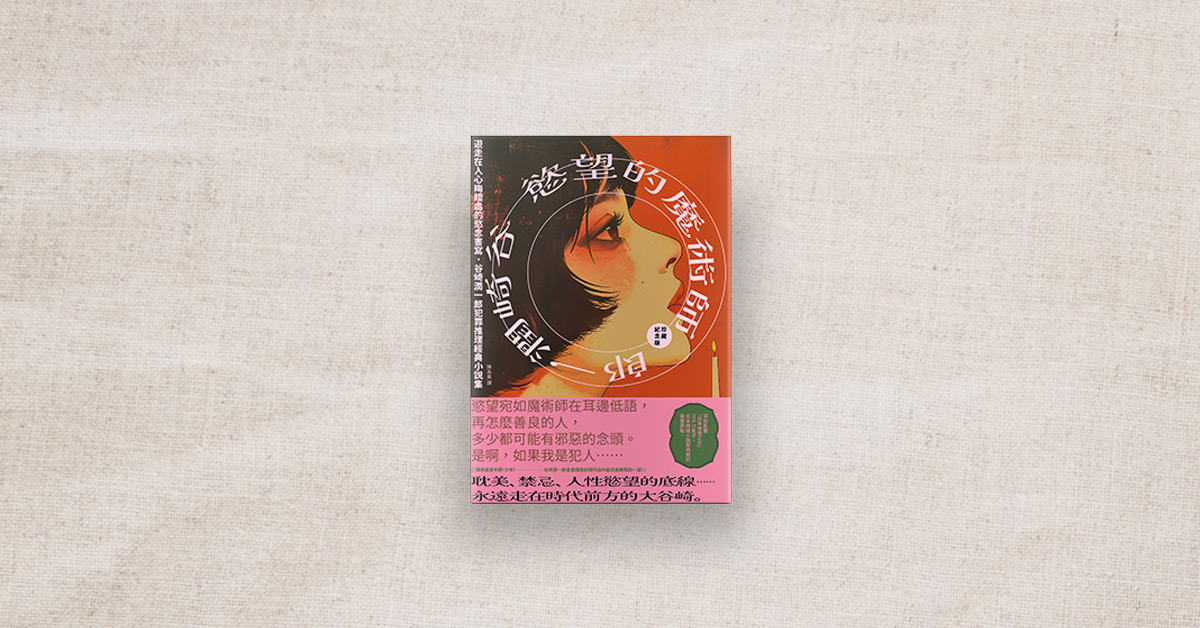 慾望的魔術師
谷崎潤一郎
珍藏
紀念版
遊走在人心晦暗處的慾念書寫・谷崎潤一郎犯罪推理經典小說集
慾望宛如魔術師在耳邊低語，
再怎麼善良的人，
多少都可能有邪惡的念頭。
是啊，如果我是犯人……
耽美、禁忌、人性慾望的底線……
永遠走在時代前方的大谷崎。